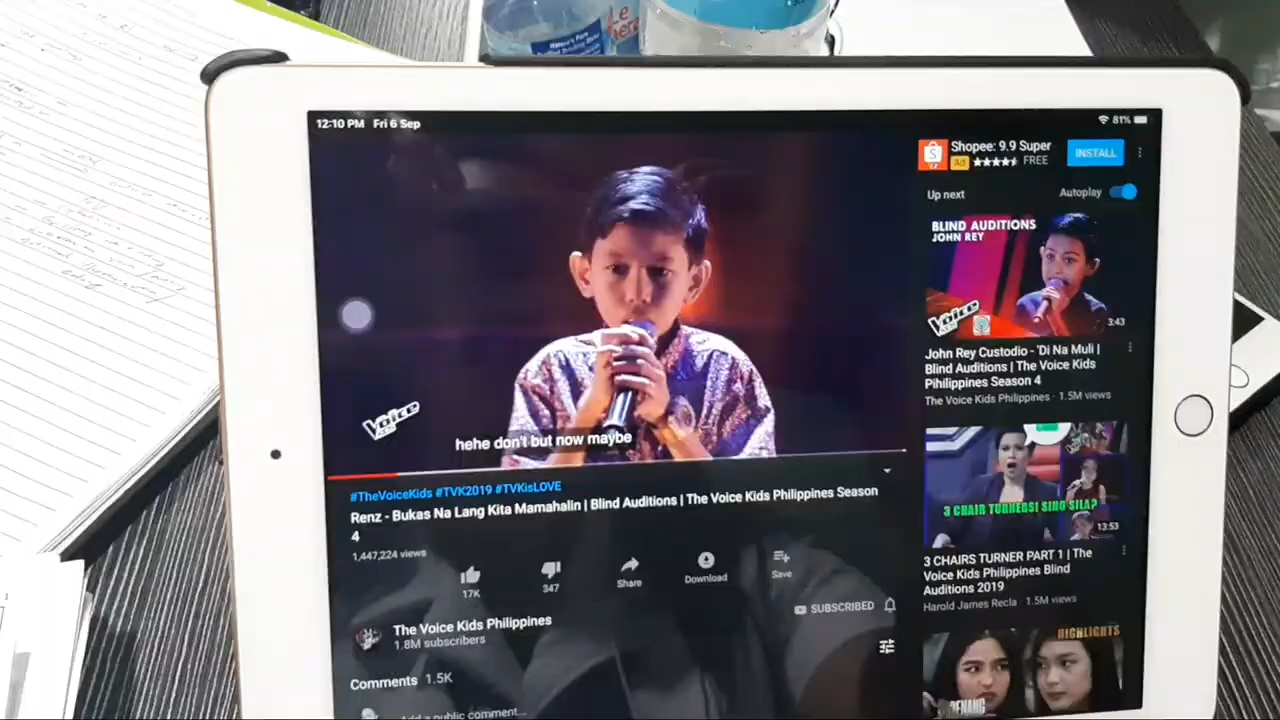 12:10 PM Fri 6 Sep
81%
Voice
hehe don't but now maybe
#TheVoiceKids #TVK2019 #TVKisLOVE
Renz - Bukas Na Lang Kita Mamahalin | Blind Auditions | The Voice Kids Philippines Season
4
1,447,224 views
17K
347
Share
Download
Save
The Voice Kids Philippines
1.8M subscribers
SUBSCRIBED
Comments 1.5K
Add a public comment...
Shopee: 9.9 Super
Ad
FREE
INSTALL
Up next
Autoplay
BLIND AUDITIONS
JOHN REY
Voice
3:43
John Rey Custodio - 'Di Na Muli |
Blind Auditions | The Voice Kids
Philippines Season 4
The Voice Kids Philippines · 1.5M views
3 CHAIR TURNERS! SINO SILA?
13:53
3 CHAIRS TURNER PART 1 | The
Voice Kids Philippines Blind
Auditions 2019
Harold James Recla · 1.5M views
HIGHLIGHTS